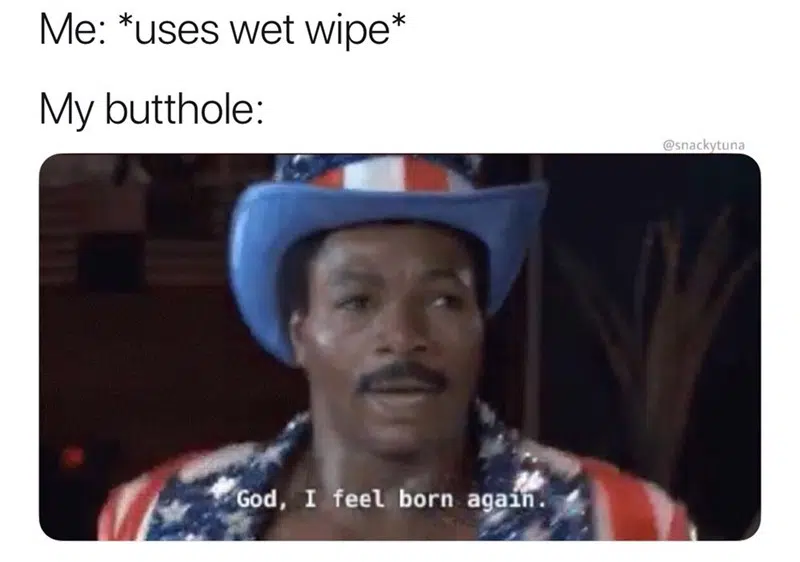 Me: *uses wet wipe*
My butthole:
@snackytuna
God, I feel born again.